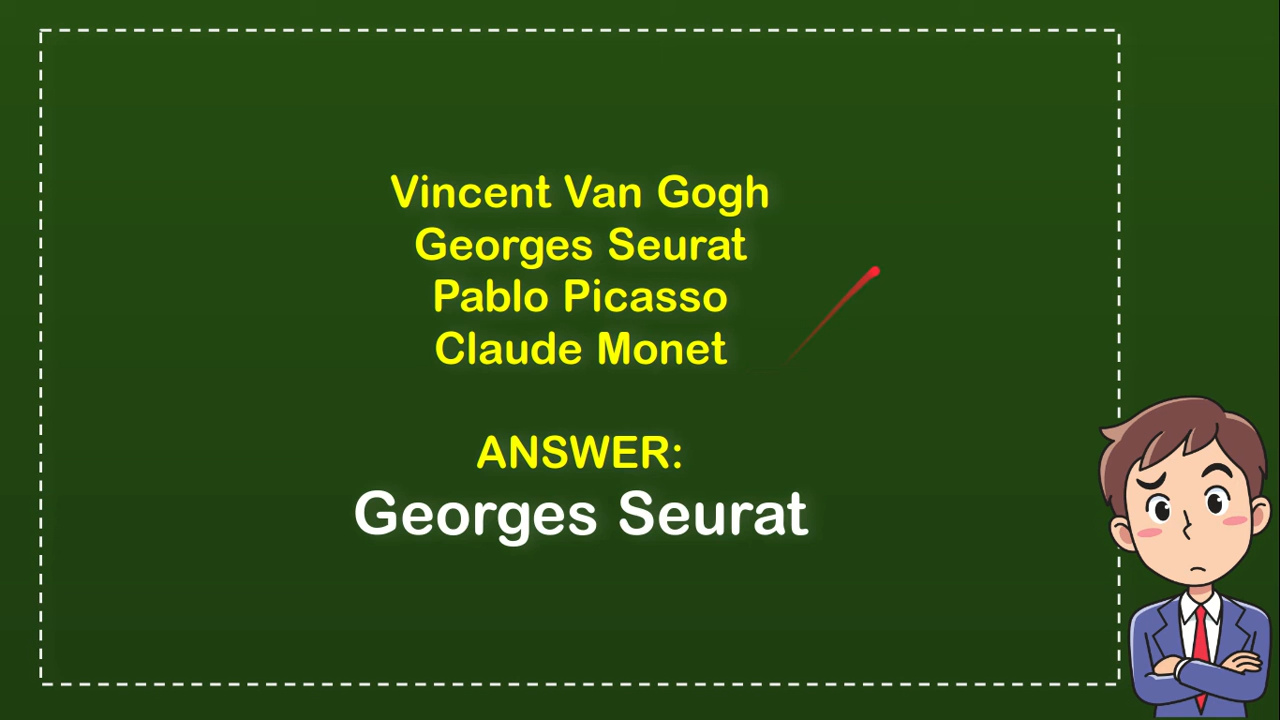 Vincent Van Gogh
Georges Seurat
Pablo Picasso
Claude Monet
ANSWER:
Georges Seurat